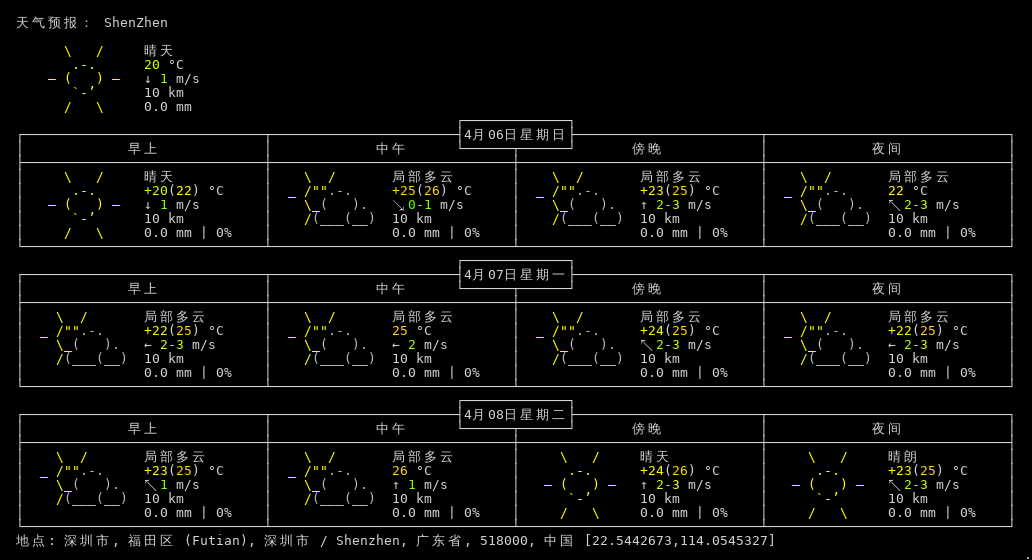 天气预报： ShenZhen
晴天
20 °C
↓ 1 m/s
10 km
0.0 mm
4月06日星期日
早上 中午 傍晚 夜间
晴天 局部多云 局部多云 局部多云
+20(22) °C +25(26) °C +23(25) °C 22 °C
↓ 1 m/s ↘ 0-1 m/s ↑ 2-3 m/s ↖ 2-3 m/s
10 km 10 km 10 km 10 km
0.0 mm | 0% 0.0 mm | 0% 0.0 mm | 0% 0.0 mm | 0%
4月07日星期一
早上 中午 傍晚 夜间
局部多云 局部多云 局部多云 局部多云
+22(25) °C 25 °C +24(25) °C +22(25) °C
← 2-3 m/s ← 2 m/s ↖ 2-3 m/s ← 2-3 m/s
10 km 10 km 10 km 10 km
0.0 mm | 0% 0.0 mm | 0% 0.0 mm | 0% 0.0 mm | 0%
4月08日星期二
早上 中午 傍晚 夜间
局部多云 局部多云 晴天 晴朗
+23(25) °C 26 °C +24(26) °C +23(25) °C
↖ 1 m/s ↑ 1 m/s ↑ 2-3 m/s ↖ 2-3 m/s
10 km 10 km 10 km 10 km
0.0 mm | 0% 0.0 mm | 0% 0.0 mm | 0% 0.0 mm | 0%
地点: 深圳市, 福田区 (Futian), 深圳市 / Shenzhen, 广东省, 518000, 中国 [22.5442673,114.0545327]